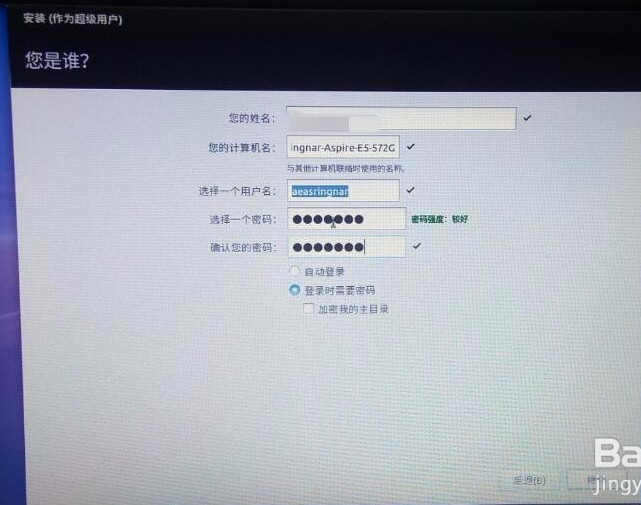 安装 (作为超级用户)
您是谁？
您的姓名：
您的计算机名： ingnar-Aspire-E5-572G
与其他计算机联络时使用的名称。
选择一个用户名： aeasringnar
选择一个密码： ●●●●●●● 密码强度：较好
确认您的密码： ●●●●●●●
自动登录
登录时需要密码
加密我的主目录
后退(B)
Ba
jingy